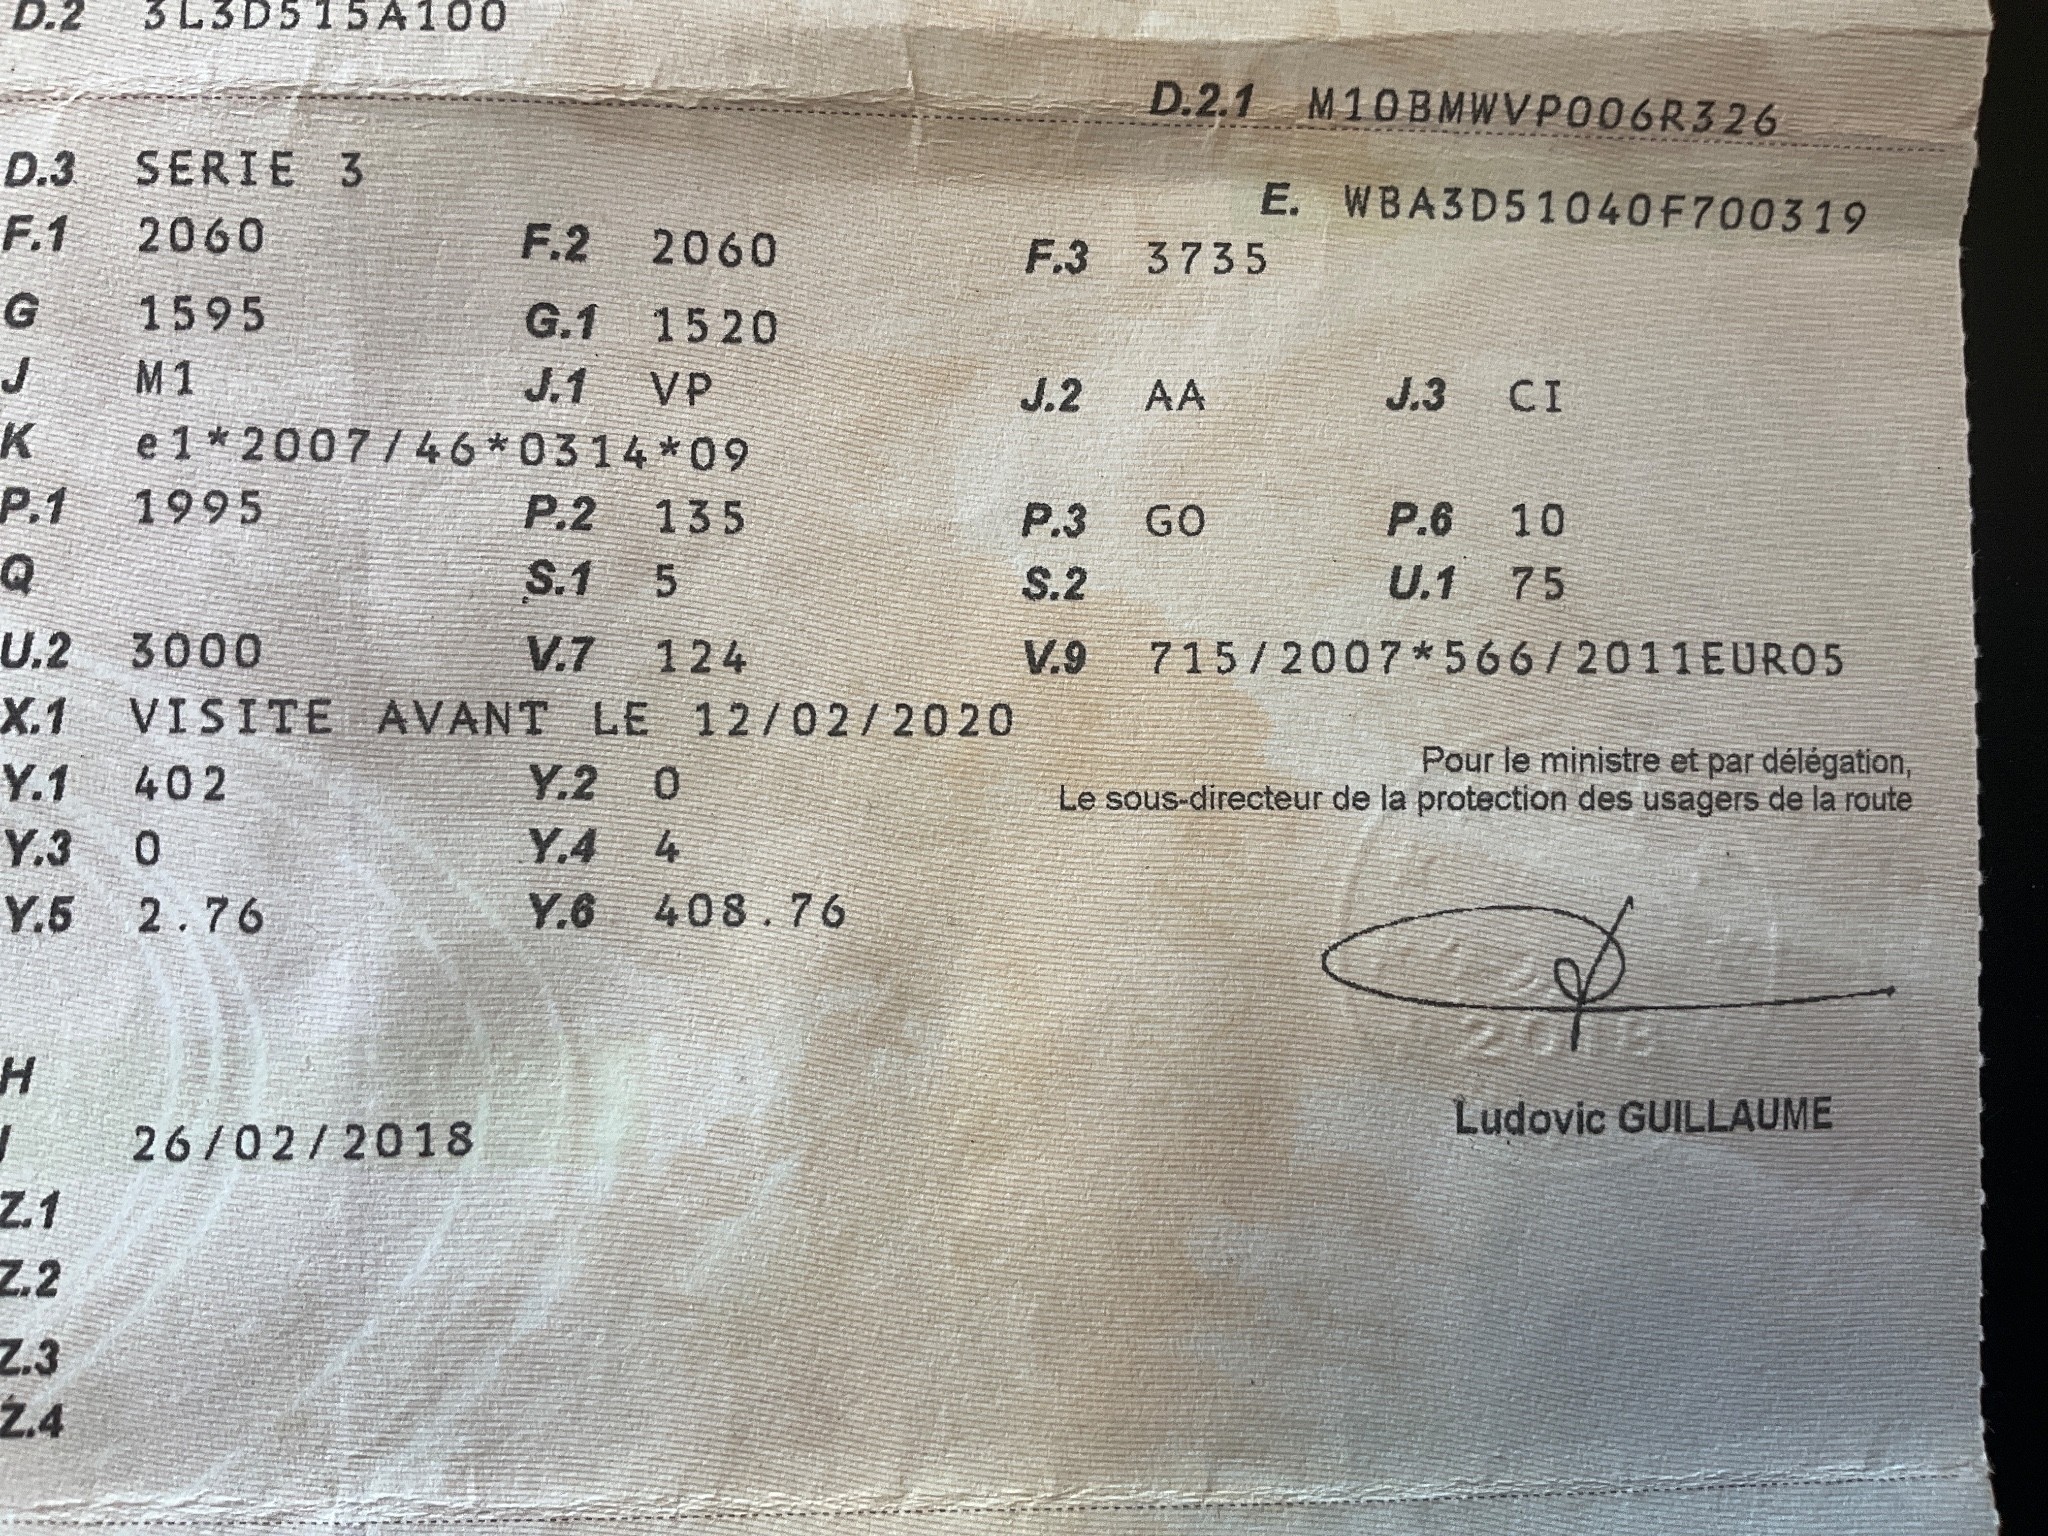 D.2 3L3D515A100
D.2.1 M10BMWVP006R326
D.3 SERIE 3
E. WBA3D51040F700319
F.1 2060 F.2 2060 F.3 3735
G 1595 G.1 1520
J M1 J.1 VP J.2 AA J.3 CI
K e1*2007/46*0314*09
P.1 1995 P.2 135 P.3 GO P.6 10
Q S.1 5 S.2 U.1 75
U.2 3000 V.7 124 V.9 715/2007*566/2011EURO5
X.1 VISITE AVANT LE 12/02/2020
Pour le ministre et par délégation,
Le sous-directeur de la protection des usagers de la route
Y.1 402 Y.2 0
Y.3 0 Y.4 4
Y.5 2.76 Y.6 408.76
H
I 26/02/2018
Ludovic GUILLAUME
Z.1
Z.2
Z.3
Z.4